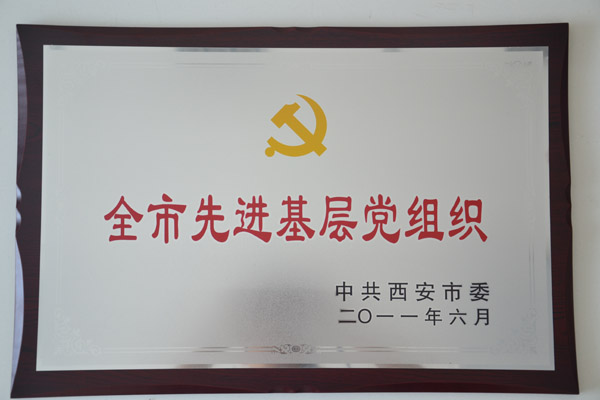 全市先进基层党组织
中共西安市委
二〇一一年六月